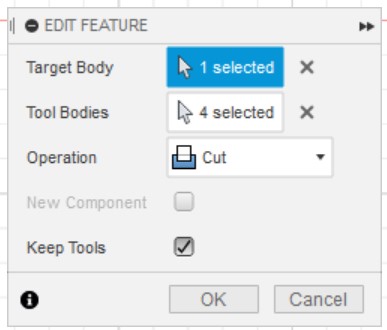 EDIT FEATURE
Target Body 1 selected
Tool Bodies 4 selected
Operation Cut
New Component
Keep Tools
OK Cancel